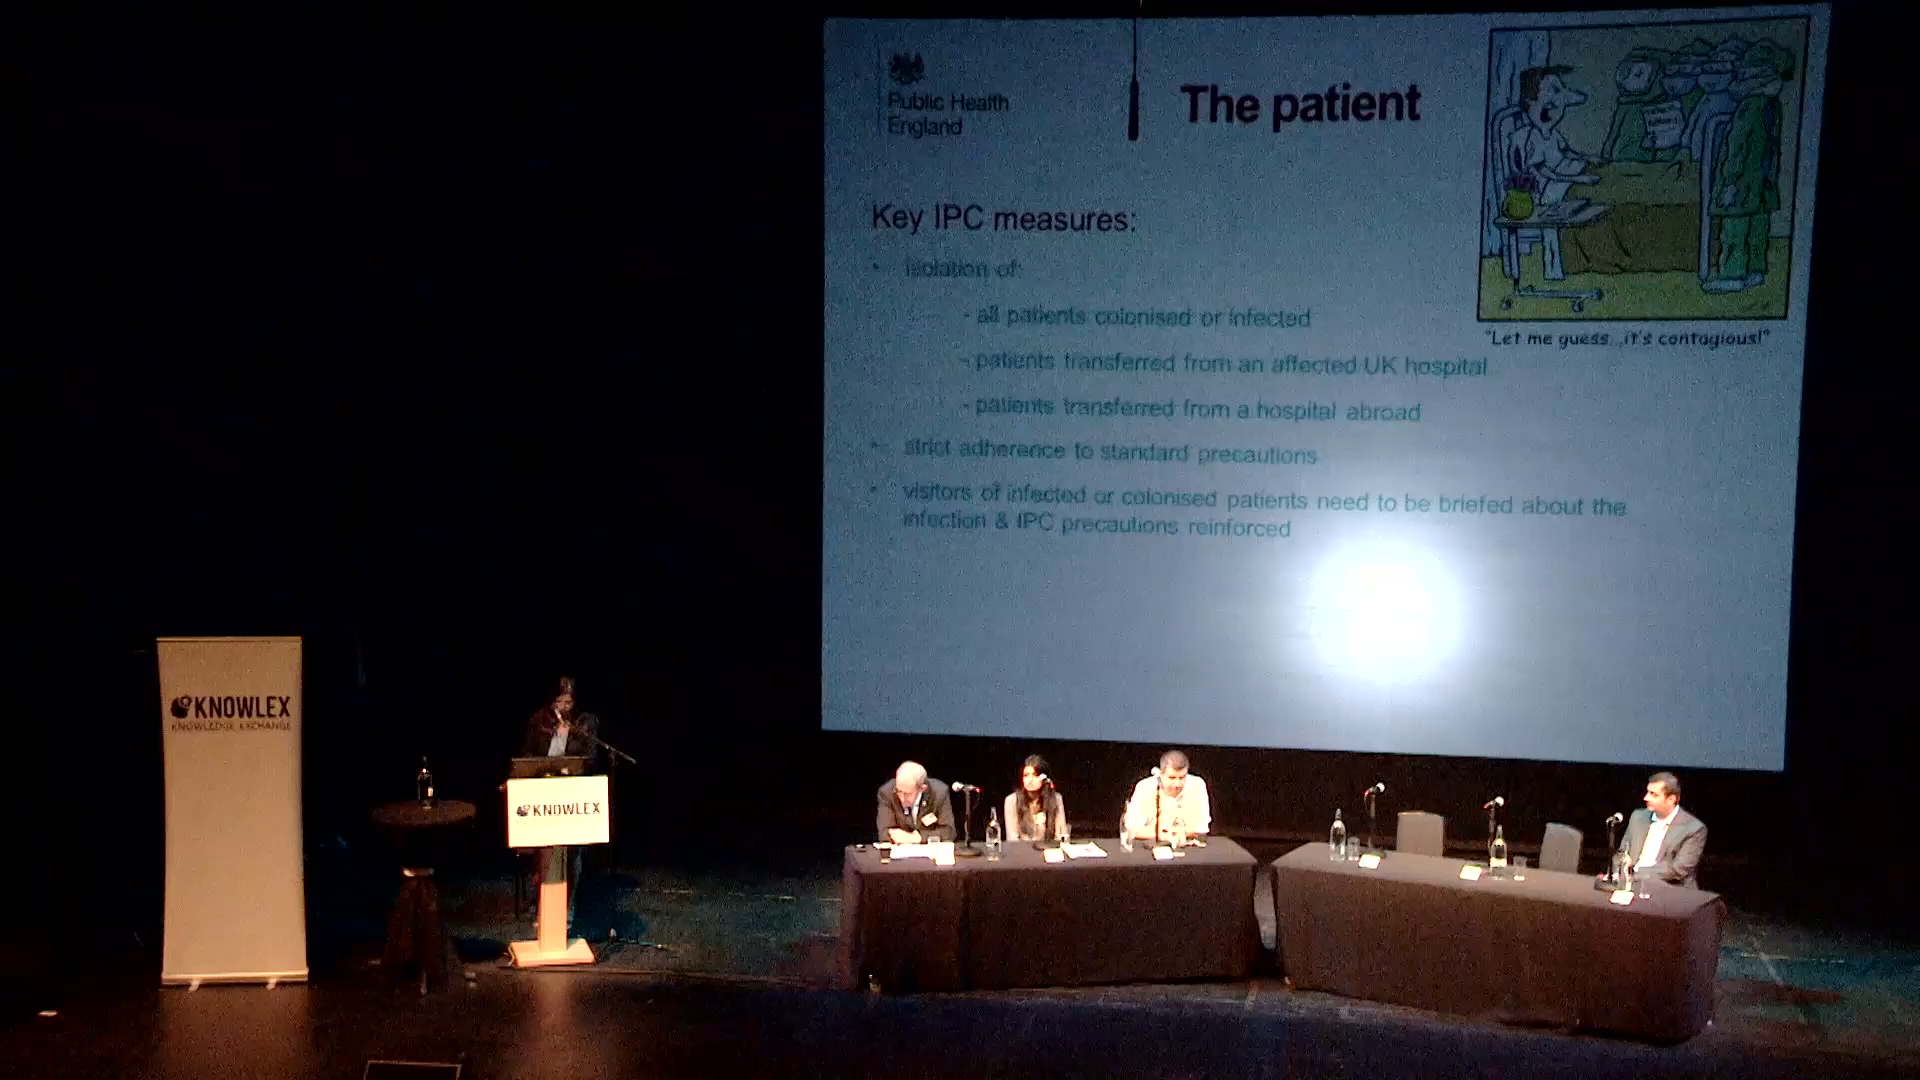 Public Health
England
The patient
Key IPC measures:
• isolation of:
- all patients colonised or infected
- patients transferred from an affected UK hospital
- patients transferred from a hospital abroad
• strict adherence to standard precautions
• visitors of infected or colonised patients need to be briefed about the
infection & IPC precautions reinforced
"Let me guess...it's contagious!"
KNOWLEX
KNOWLEDGE EXCHANGE
KNOWLEX